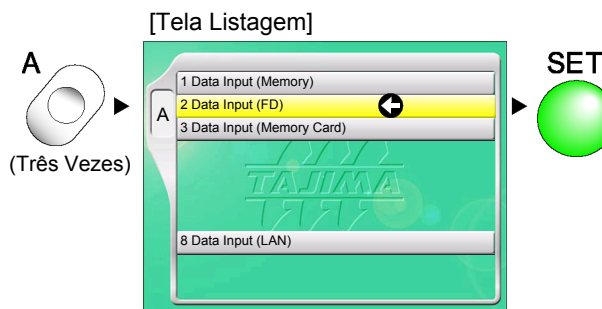 [Tela Listagem]
A
SET
(Três Vezes)
A
1 Data Input (Memory)
2 Data Input (FD)
3 Data Input (Memory Card)
TAJIMA
8 Data Input (LAN)